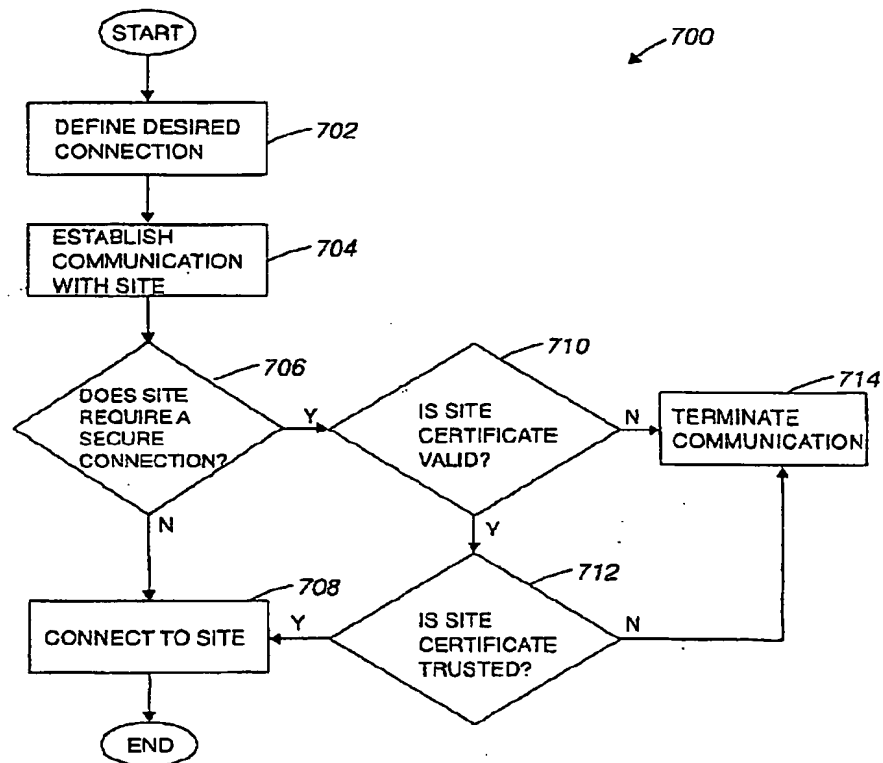 START
700
DEFINE DESIRED
CONNECTION
702
ESTABLISH
COMMUNICATION
WITH SITE
704
706
DOES SITE
REQUIRE A
SECURE
CONNECTION?
Y
N
710
IS SITE
CERTIFICATE
VALID?
N
Y
714
TERMINATE
COMMUNICATION
708
CONNECT TO SITE
Y
712
IS SITE
CERTIFICATE
TRUSTED?
N
END